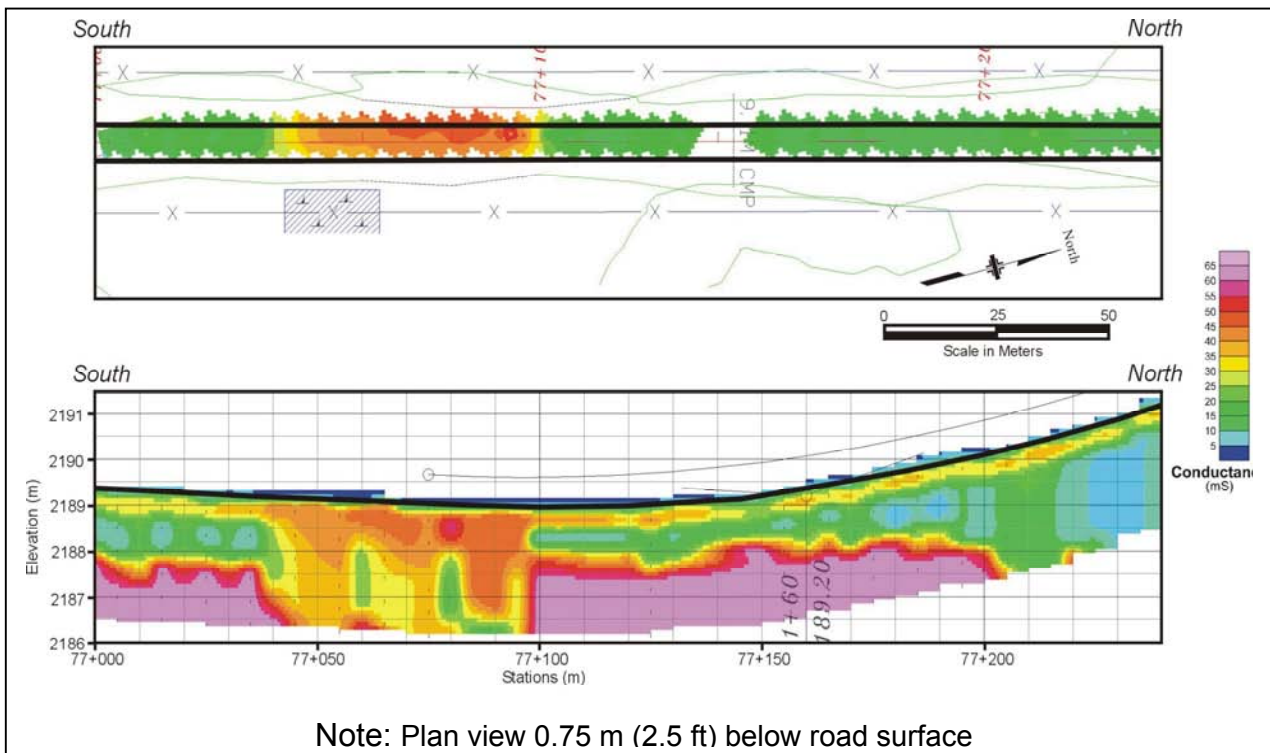 South North
77+10
77+20
9.1M CMP
North
0 25 50
Scale in Meters
65
60
55
50
45
40
35
30
25
20
15
10
5
Conductan
(mS)
South North
2191
2190
2189
2188
2187
2186
Elevation (m)
1+60
189.20
77+000 77+050 77+100 77+150 77+200
Stations (m)
Note: Plan view 0.75 m (2.5 ft) below road surface